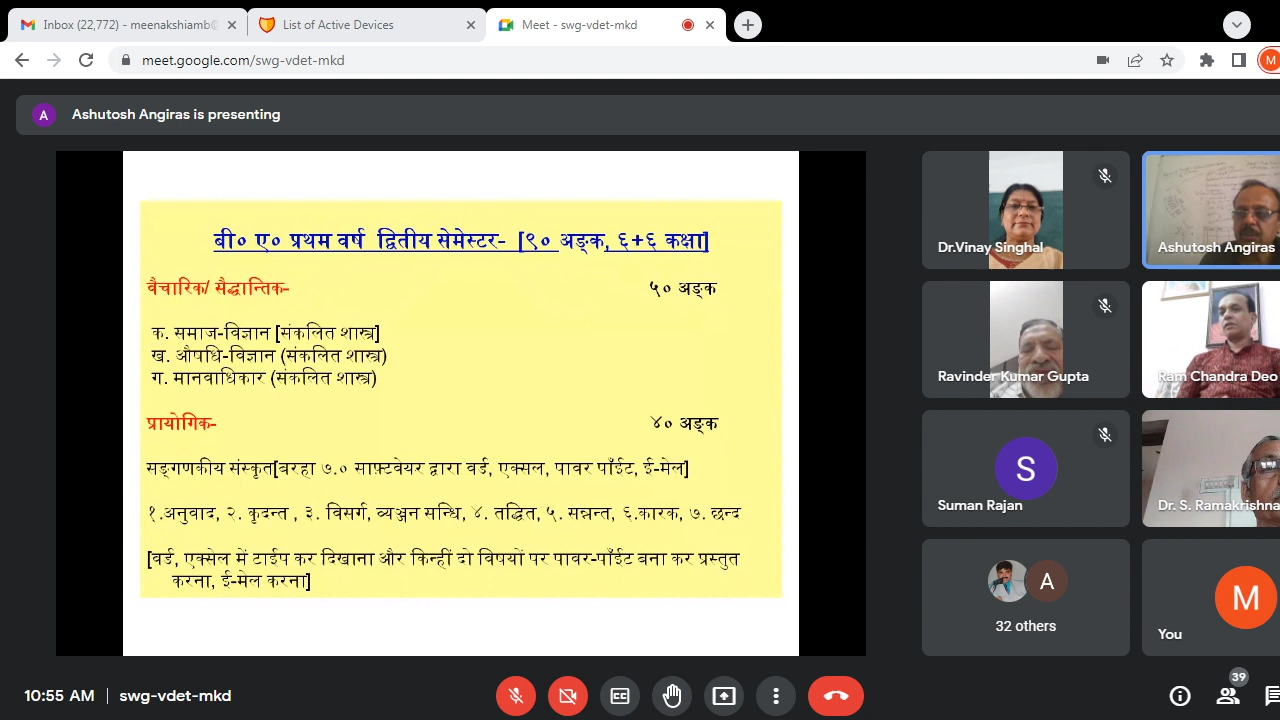 Inbox (22,772) - meenakshiamb@
List of Active Devices
Meet - swg-vdet-mkd
meet.google.com/swg-vdet-mkd
M
A Ashutosh Angiras is presenting
बी० ए० प्रथम वर्ष द्वितीय सेमेस्टर- [९० अङ्क, ६+६ कक्षा]
वैचारिक/ सैद्धान्तिक- ५० अङ्क
क. समाज-विज्ञान [संकलित शास्त्र]
ख. औषधि-विज्ञान (संकलित शास्त्र)
ग. मानवाधिकार (संकलित शास्त्र)
प्रायोगिक- ४० अङ्क
सङ्गणकीय संस्कृत[बरहा ७.० साफ़्टवेयर द्वारा वर्ड, एक्सल, पावर पाँईट, ई-मेल]
१.अनुवाद, २. कृदन्त , ३. विसर्ग, व्यञ्जन सन्धि, ४. तद्धित, ५. सन्नन्त, ६.कारक, ७. छन्द
[वर्ड, एक्सेल में टाईप कर दिखाना और किन्हीं दो विषयों पर पावर-पाँईट बना कर प्रस्तुत
करना, ई-मेल करना]
Dr.Vinay Singhal
Ashutosh Angiras
Ravinder Kumar Gupta
Ram Chandra Deo
S
Suman Rajan
Dr. S. Ramakrishna
A
32 others
M
You
10:55 AM | swg-vdet-mkd
39